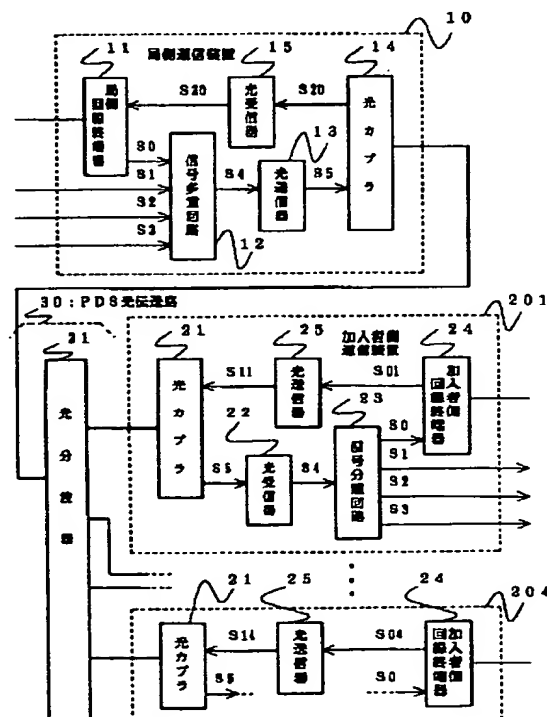 10
11
局側通信装置
15
14
局側回線終端器
S20
光受信器
S20
光カプラ
13
S0
信号多重回路
S4
光送信器
S5
S1
S2
S3
12
30:PDS光伝送路
31
光分波器
201
21
25
加入者側通信装置
24
光カプラ
S11
光送信器
S01
加入者側回線終端器
22
23
S0
S5
光受信器
S4
信号分離回路
S1
S2
S3
21
25
24
204
光カプラ
S14
光送信器
S04
加入者側回線終端器
S5
S0